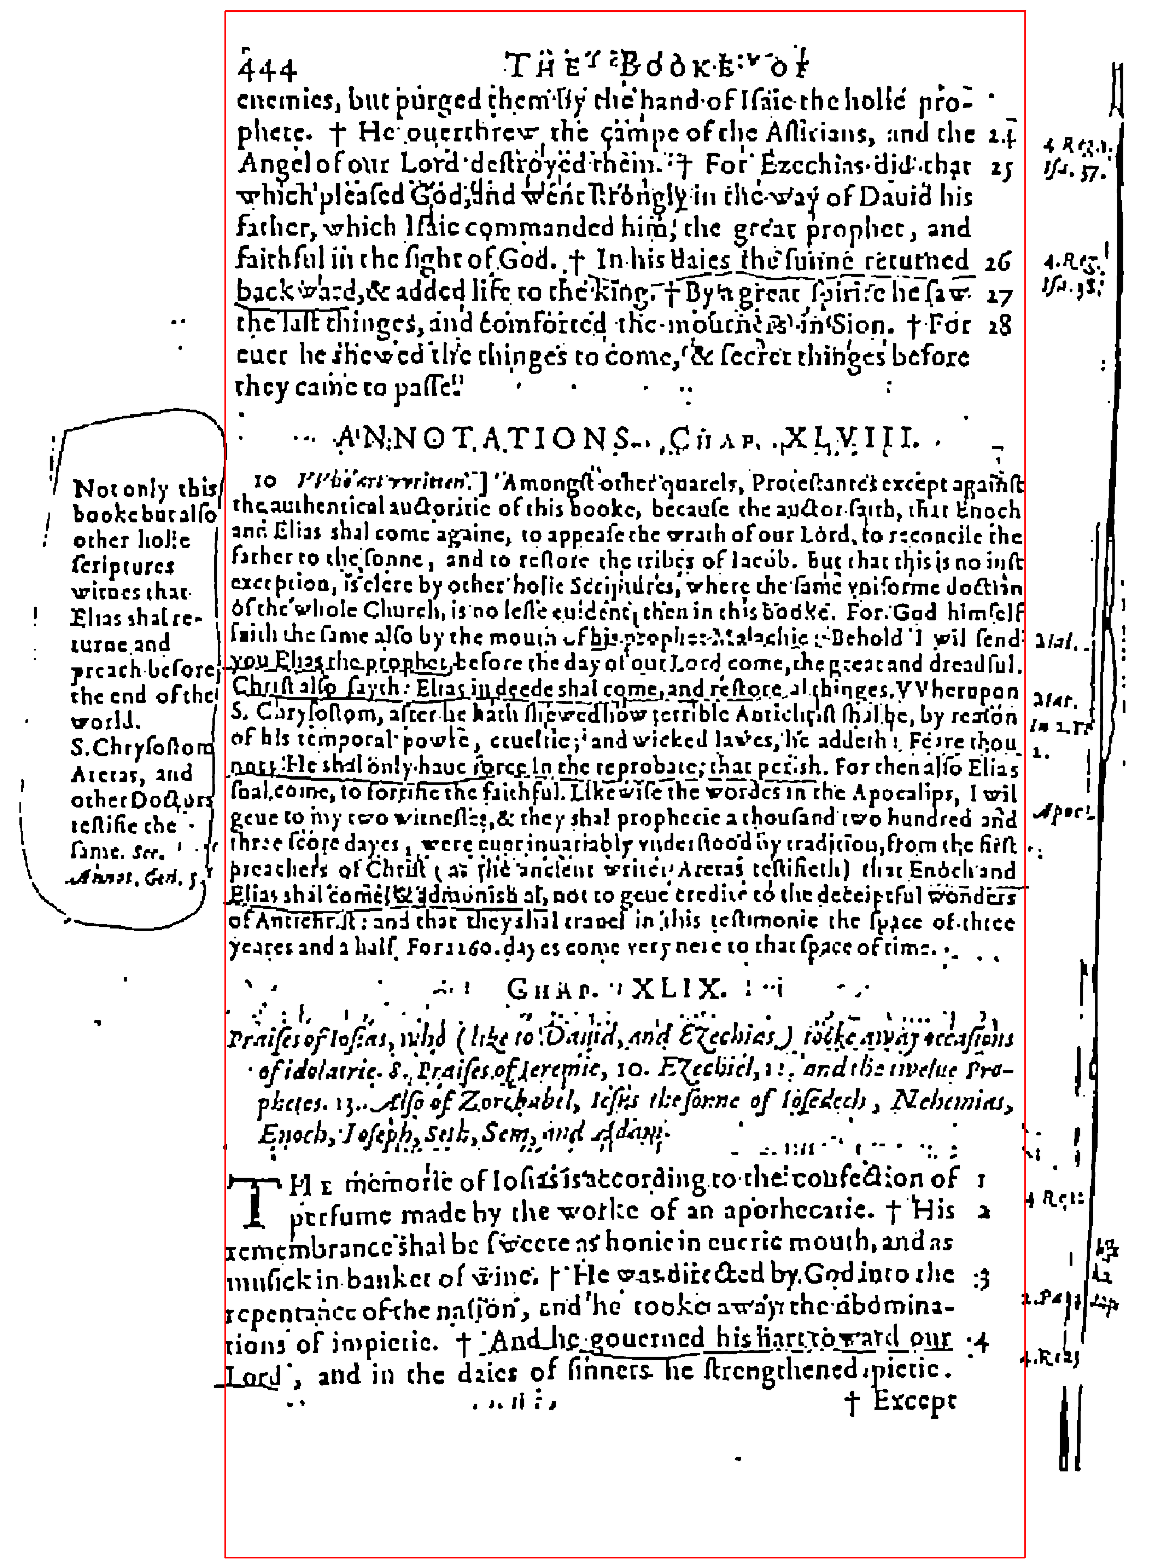 444 THE BOOKE OF
enemies, but purged them by the hand of Isaie the holie pro-
phete. † He ouerthrew the campe of the Assirians, and the 24
Angel of our Lord destroyed them. † For Ezechias did that 25
which pleased God, and went strongly in the way of Dauid his
father, which Isaie commanded him, the great prophet, and
faithful in the sight of God. † In his daies the sunne returned 26
backward, & added life to the king. † By a great spirite he saw 27
the last thinges, and comforted the mourners in Sion. † For 28
euer he shewed the thinges to come, & secret thinges before
they came to passe.
ANNOTATIONS. CHAP. XLVIII.
10 VVho art written.] Amongst other quarels, Protestantes except against
the authentical auctoritie of this booke, because the auctor saith, that Enoch
and Elias shal come againe, to appease the wrath of our Lord, to reconcile the
father to the sonne, and to restore the tribes of Iacob. But that this is no iust
exception, is clere by other holie Scriptures, where the same vniforme doctrin
of the whole Church, is no lesse euident, then in this booke. For God himself
saith the same also by the mouth of his prophet Malachie: Behold I wil send
you Elias the prophet, before the day of our Lord come, the great and dreadful.
Christ also sayth: Elias in deede shal come, and restore al thinges. VVherupon
S. Chrysostom, after he hath shewed how terrible Antichrist shal be, by reason
of his temporal powre, crueltie, and wicked lawes, he addeth: Feare thou
not: He shal only haue force in the reprobate, that perish. For then also Elias
shal come, to fortifie the faithful. Likewise the wordes in the Apocalips, I wil
geue to my two witnesses, & they shal prophecie a thousand two hundred and
three score dayes, were euer inuariably vnderstood by tradition, from the first
preachers of Christ (as the ancient writer Aretas testifieth) that Enoch and
Elias shal come, & admonish al, not to geue credite to the deceiptful wonders
of Antichrist: and that they shal trauel in this testimonie the space of three
yeares and a half. For 1260. dayes come very nere to that space of time.
Not only this
booke but also
other holie
scriptures
witnes that
Elias shal re-
turne and
preach before
the end of the
world.
S. Chrysostom
Aretas, and
other Doctors
testifie the
same. See.
Annot. Gen. 5.
4 Reg.
Isa. 37.
4. Reg.
Isa. 38.
Mal.
Mat.
in 2.
1.
Apoc.
CHAP. XLIX.
Praises of Iosias, who (like to Dauid, and Ezechias) tooke away occasions
of idolatrie. 8. Praises of Ieremie, 10. Ezechiel, 12. and the twelue Pro-
phetes. 13. Also of Zorobabel, Iesus the sonne of Iosedech, Nehemias,
Enoch, Ioseph, Seth, Sem, and Adam.
THE memorie of Iosias is according to the confection of 1
perfume made by the worke of an apothecarie. † His 2
remembrance shal be sweete as honie in euerie mouth, and as
musick in banket of wine. † He was directed by God into the 3
repentance of the nation, and he tooke away the abomina-
tions of impietie. † And he gouerned his hart toward our 4
Lord, and in the daies of sinners he strengthened pietie.
† Except
4 Reg.
2. Par.
4. Reg.